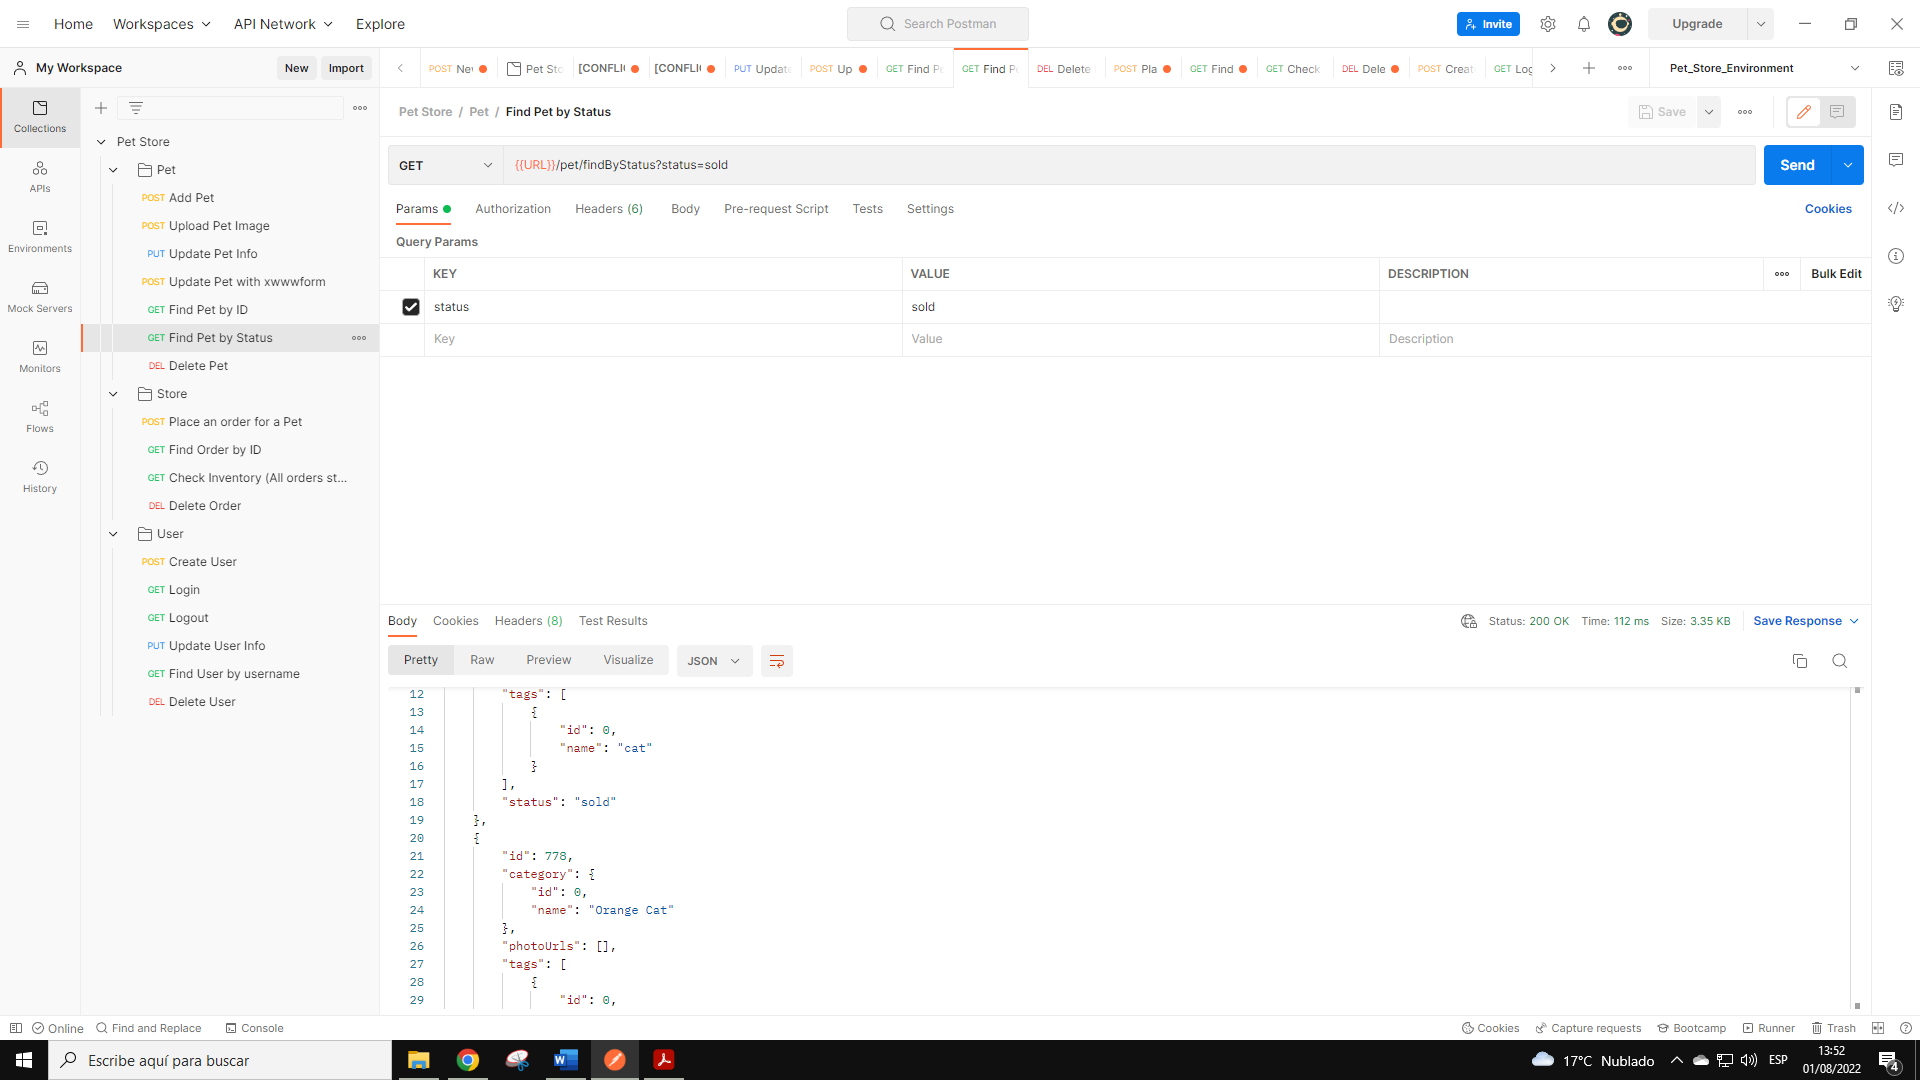 Home Workspaces API Network Explore Search Postman Invite Upgrade
My Workspace New Import
POST Nev Pet Sto [CONFLIC [CONFLIC PUT Update POST Up GET Find Pe GET Find Pe DEL Delete POST Pla GET Find GET Check DEL Dele POST Creat GET Log
Pet_Store_Environment
Collections
APIs
Environments
Mock Servers
Monitors
Flows
History
Pet Store
Pet
POST Add Pet
POST Upload Pet Image
PUT Update Pet Info
POST Update Pet with xwwwform
GET Find Pet by ID
GET Find Pet by Status
DEL Delete Pet
Store
POST Place an order for a Pet
GET Find Order by ID
GET Check Inventory (All orders st...
DEL Delete Order
User
POST Create User
GET Login
GET Logout
PUT Update User Info
GET Find User by username
DEL Delete User
Pet Store / Pet / Find Pet by Status
Save
GET {{URL}}/pet/findByStatus?status=sold Send
Params Authorization Headers (6) Body Pre-request Script Tests Settings Cookies
Query Params
KEY VALUE DESCRIPTION Bulk Edit
status sold
Key Value Description
Body Cookies Headers (8) Test Results Status: 200 OK Time: 112 ms Size: 3.35 KB Save Response
Pretty Raw Preview Visualize JSON
12 "tags": [
13 {
14 "id": 0,
15 "name": "cat"
16 }
17 ],
18 "status": "sold"
19 },
20 {
21 "id": 778,
22 "category": {
23 "id": 0,
24 "name": "Orange Cat"
25 },
26 "photoUrls": [],
27 "tags": [
28 {
29 "id": 0,
Online Find and Replace Console Cookies Capture requests Bootcamp Runner Trash
Escribe aquí para buscar 17°C Nublado ESP
13:52
01/08/2022
4